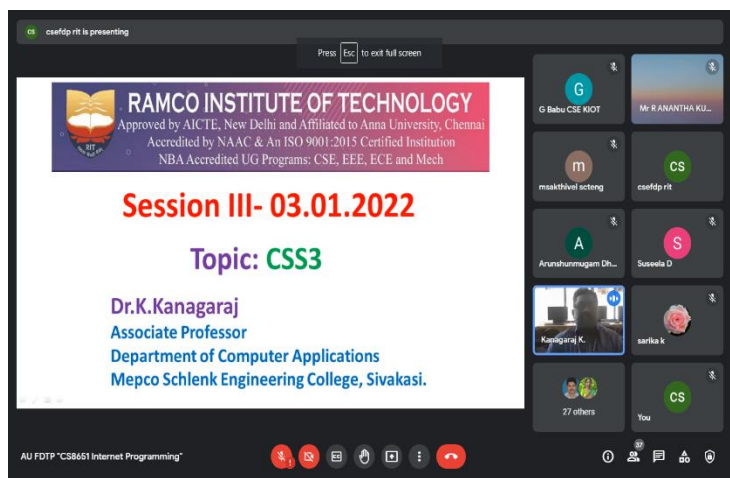 cs csefdp rit is presenting
Press Esc to exit full screen
RAMCO INSTITUTE OF TECHNOLOGY
Approved by AICTE, New Delhi and Affiliated to Anna University, Chennai
Accredited by NAAC & An ISO 9001:2015 Certified Institution
NBA Accredited UG Programs: CSE, EEE, ECE and Mech
RIT
Session III- 03.01.2022
Topic: CSS3
Dr.K.Kanagaraj
Associate Professor
Department of Computer Applications
Mepco Schlenk Engineering College, Sivakasi.
G
G Babu CSE KIOT
Mr R ANANTHA KU...
m
msakthivel scteng
cs
csefdp rit
A
Arunshunmugam Dh...
S
Suseela D
Kanagaraj K.
sarika k
27 others
cs
You
AU FDTP "CS8651 Internet Programming"
37